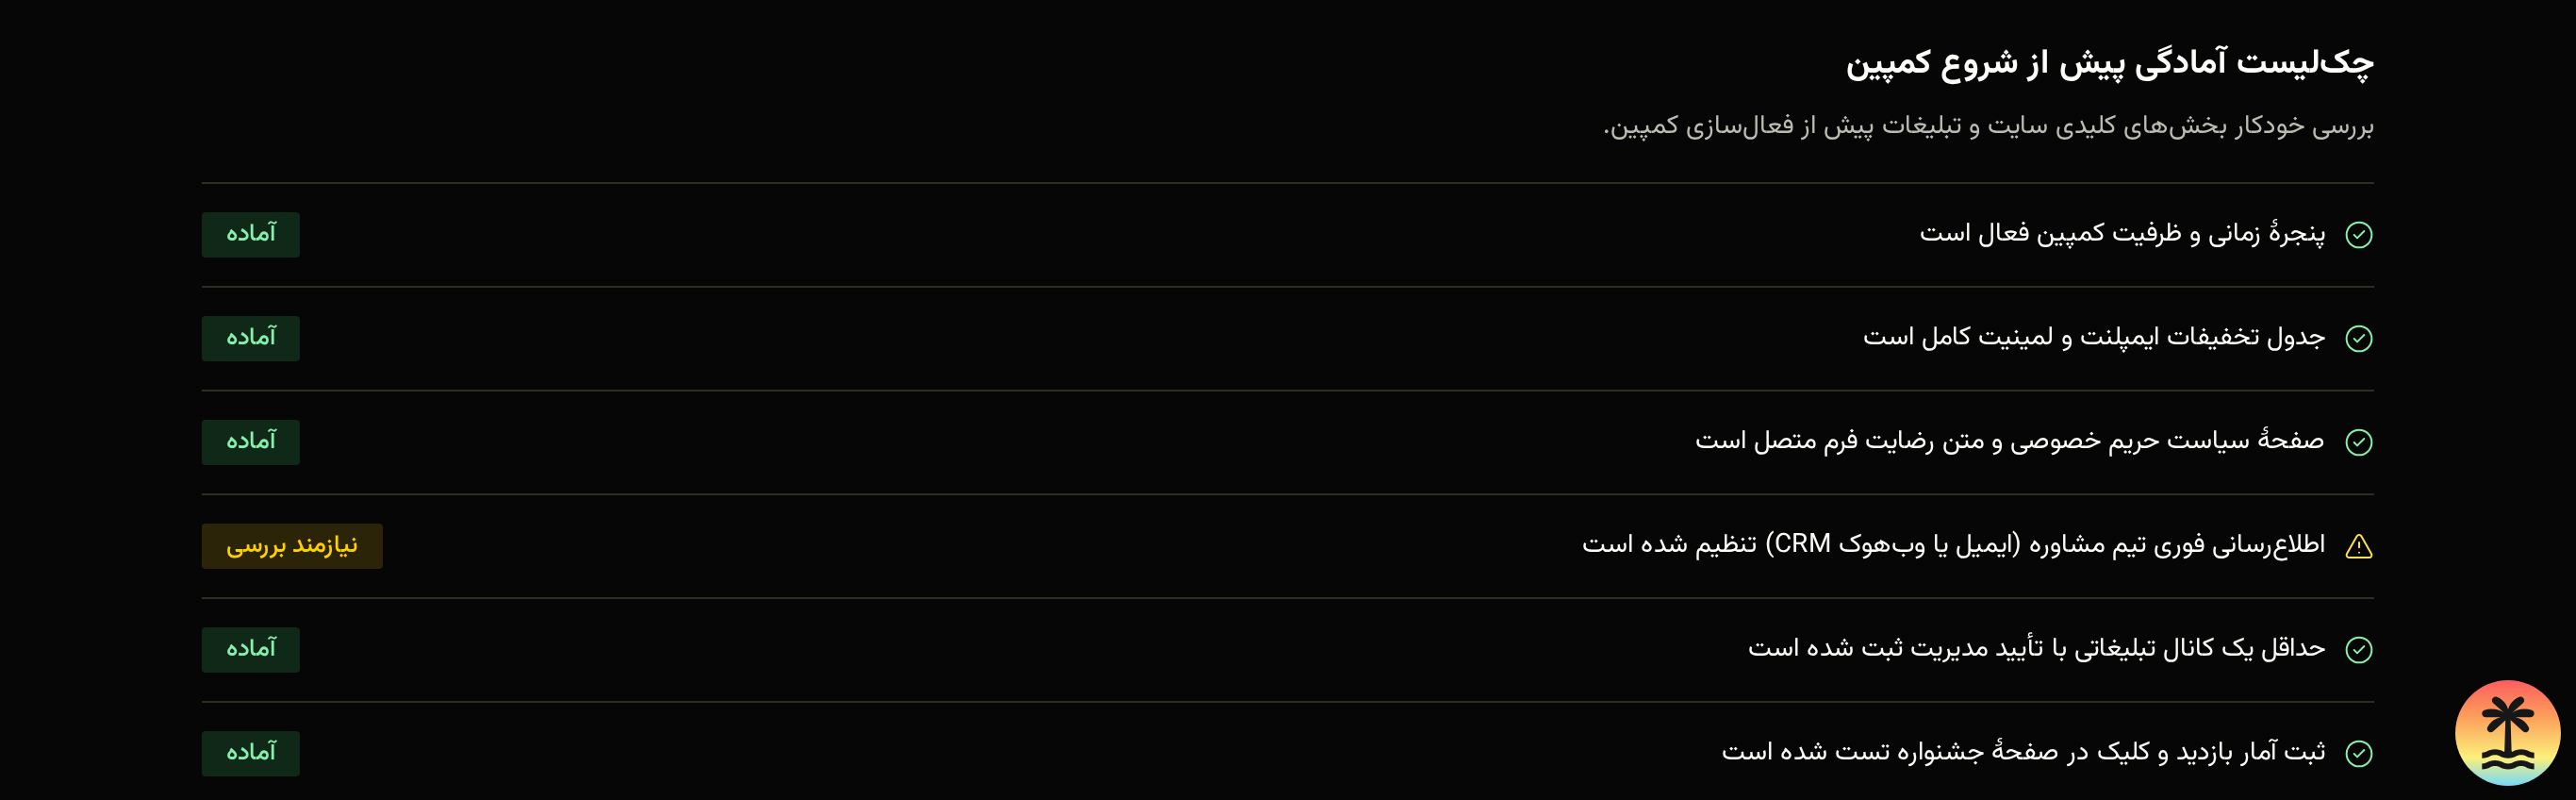 چک‌لیست آمادگی پیش از شروع کمپین
بررسی خودکار بخش‌های کلیدی سایت و تبلیغات پیش از فعال‌سازی کمپین.
پنجرهٔ زمانی و ظرفیت کمپین فعال است
آماده
جدول تخفیفات ایمپلنت و لمینیت کامل است
آماده
صفحهٔ سیاست حریم خصوصی و متن رضایت فرم متصل است
آماده
اطلاع‌رسانی فوری تیم مشاوره (ایمیل یا وب‌هوک CRM) تنظیم شده است
نیازمند بررسی
حداقل یک کانال تبلیغاتی با تأیید مدیریت ثبت شده است
آماده
ثبت آمار بازدید و کلیک در صفحهٔ جشنواره تست شده است
آماده